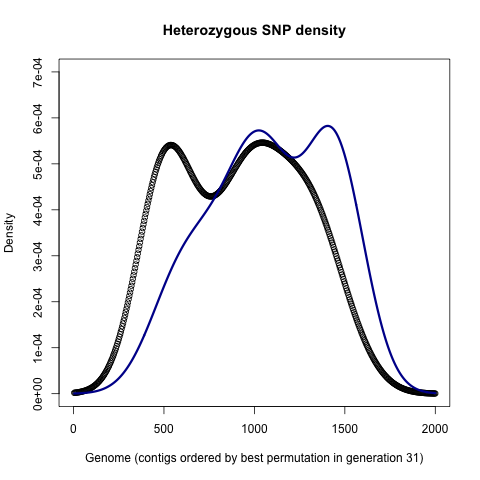 Heterozygous SNP density
Density
7e-04
6e-04
5e-04
4e-04
3e-04
2e-04
1e-04
0e+00
0 500 1000 1500 2000
Genome (contigs ordered by best permutation in generation 31)